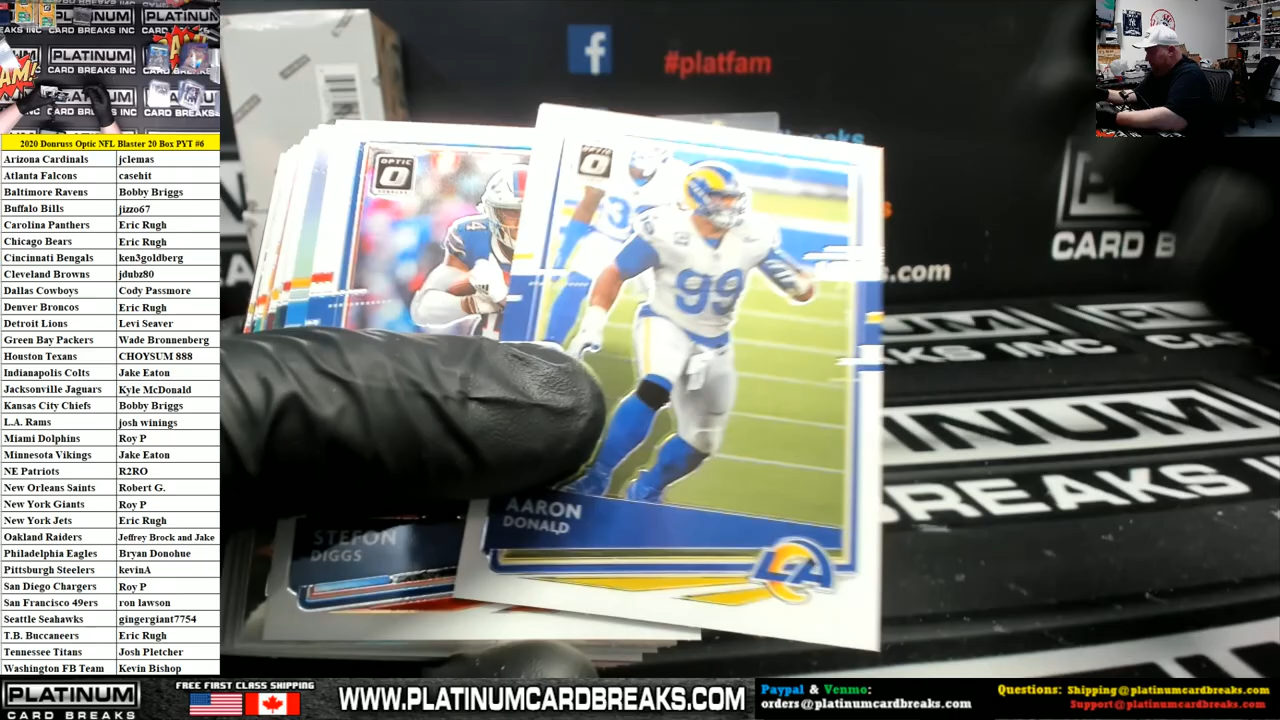 PLATINUM
CARD BREAKS INC
2020 Donruss Optic NFL Blaster 20 Box PYT #6
Arizona Cardinals jclemas
Atlanta Falcons casehit
Baltimore Ravens Bobby Briggs
Buffalo Bills jizzo67
Carolina Panthers Eric Rugh
Chicago Bears Eric Rugh
Cincinnati Bengals ken3goldberg
Cleveland Browns jdubz80
Dallas Cowboys Cody Passmore
Denver Broncos Eric Rugh
Detroit Lions Levi Seaver
Green Bay Packers Wade Bronnenberg
Houston Texans CHOYSUM 888
Indianapolis Colts Jake Eaton
Jacksonville Jaguars Kyle McDonald
Kansas City Chiefs Bobby Briggs
L.A. Rams josh winings
Miami Dolphins Roy P
Minnesota Vikings Jake Eaton
NE Patriots R2RO
New Orleans Saints Robert G.
New York Giants Roy P
New York Jets Eric Rugh
Oakland Raiders Jeffrey Brock and Jake
Philadelphia Eagles Bryan Donohue
Pittsburgh Steelers kevinA
San Diego Chargers Roy P
San Francisco 49ers ron lawson
Seattle Seahawks gingergiant7754
T.B. Buccaneers Eric Rugh
Tennessee Titans Josh Pletcher
Washington FB Team Kevin Bishop
f
#platfam
OPTIC
99
AARON
DONALD
STEFON
DIGGS
CARD B
s.com
BREAKS INC
NUM
BREAKS
PLATINUM
CARD BREAKS
FREE FIRST CLASS SHIPPING
WWW.PLATINUMCARDBREAKS.COM
Paypal & Venmo:
orders@platinumcardbreaks.com
Questions: Shipping@platinumcardbreaks.com
Support@platinumcardbreaks.com